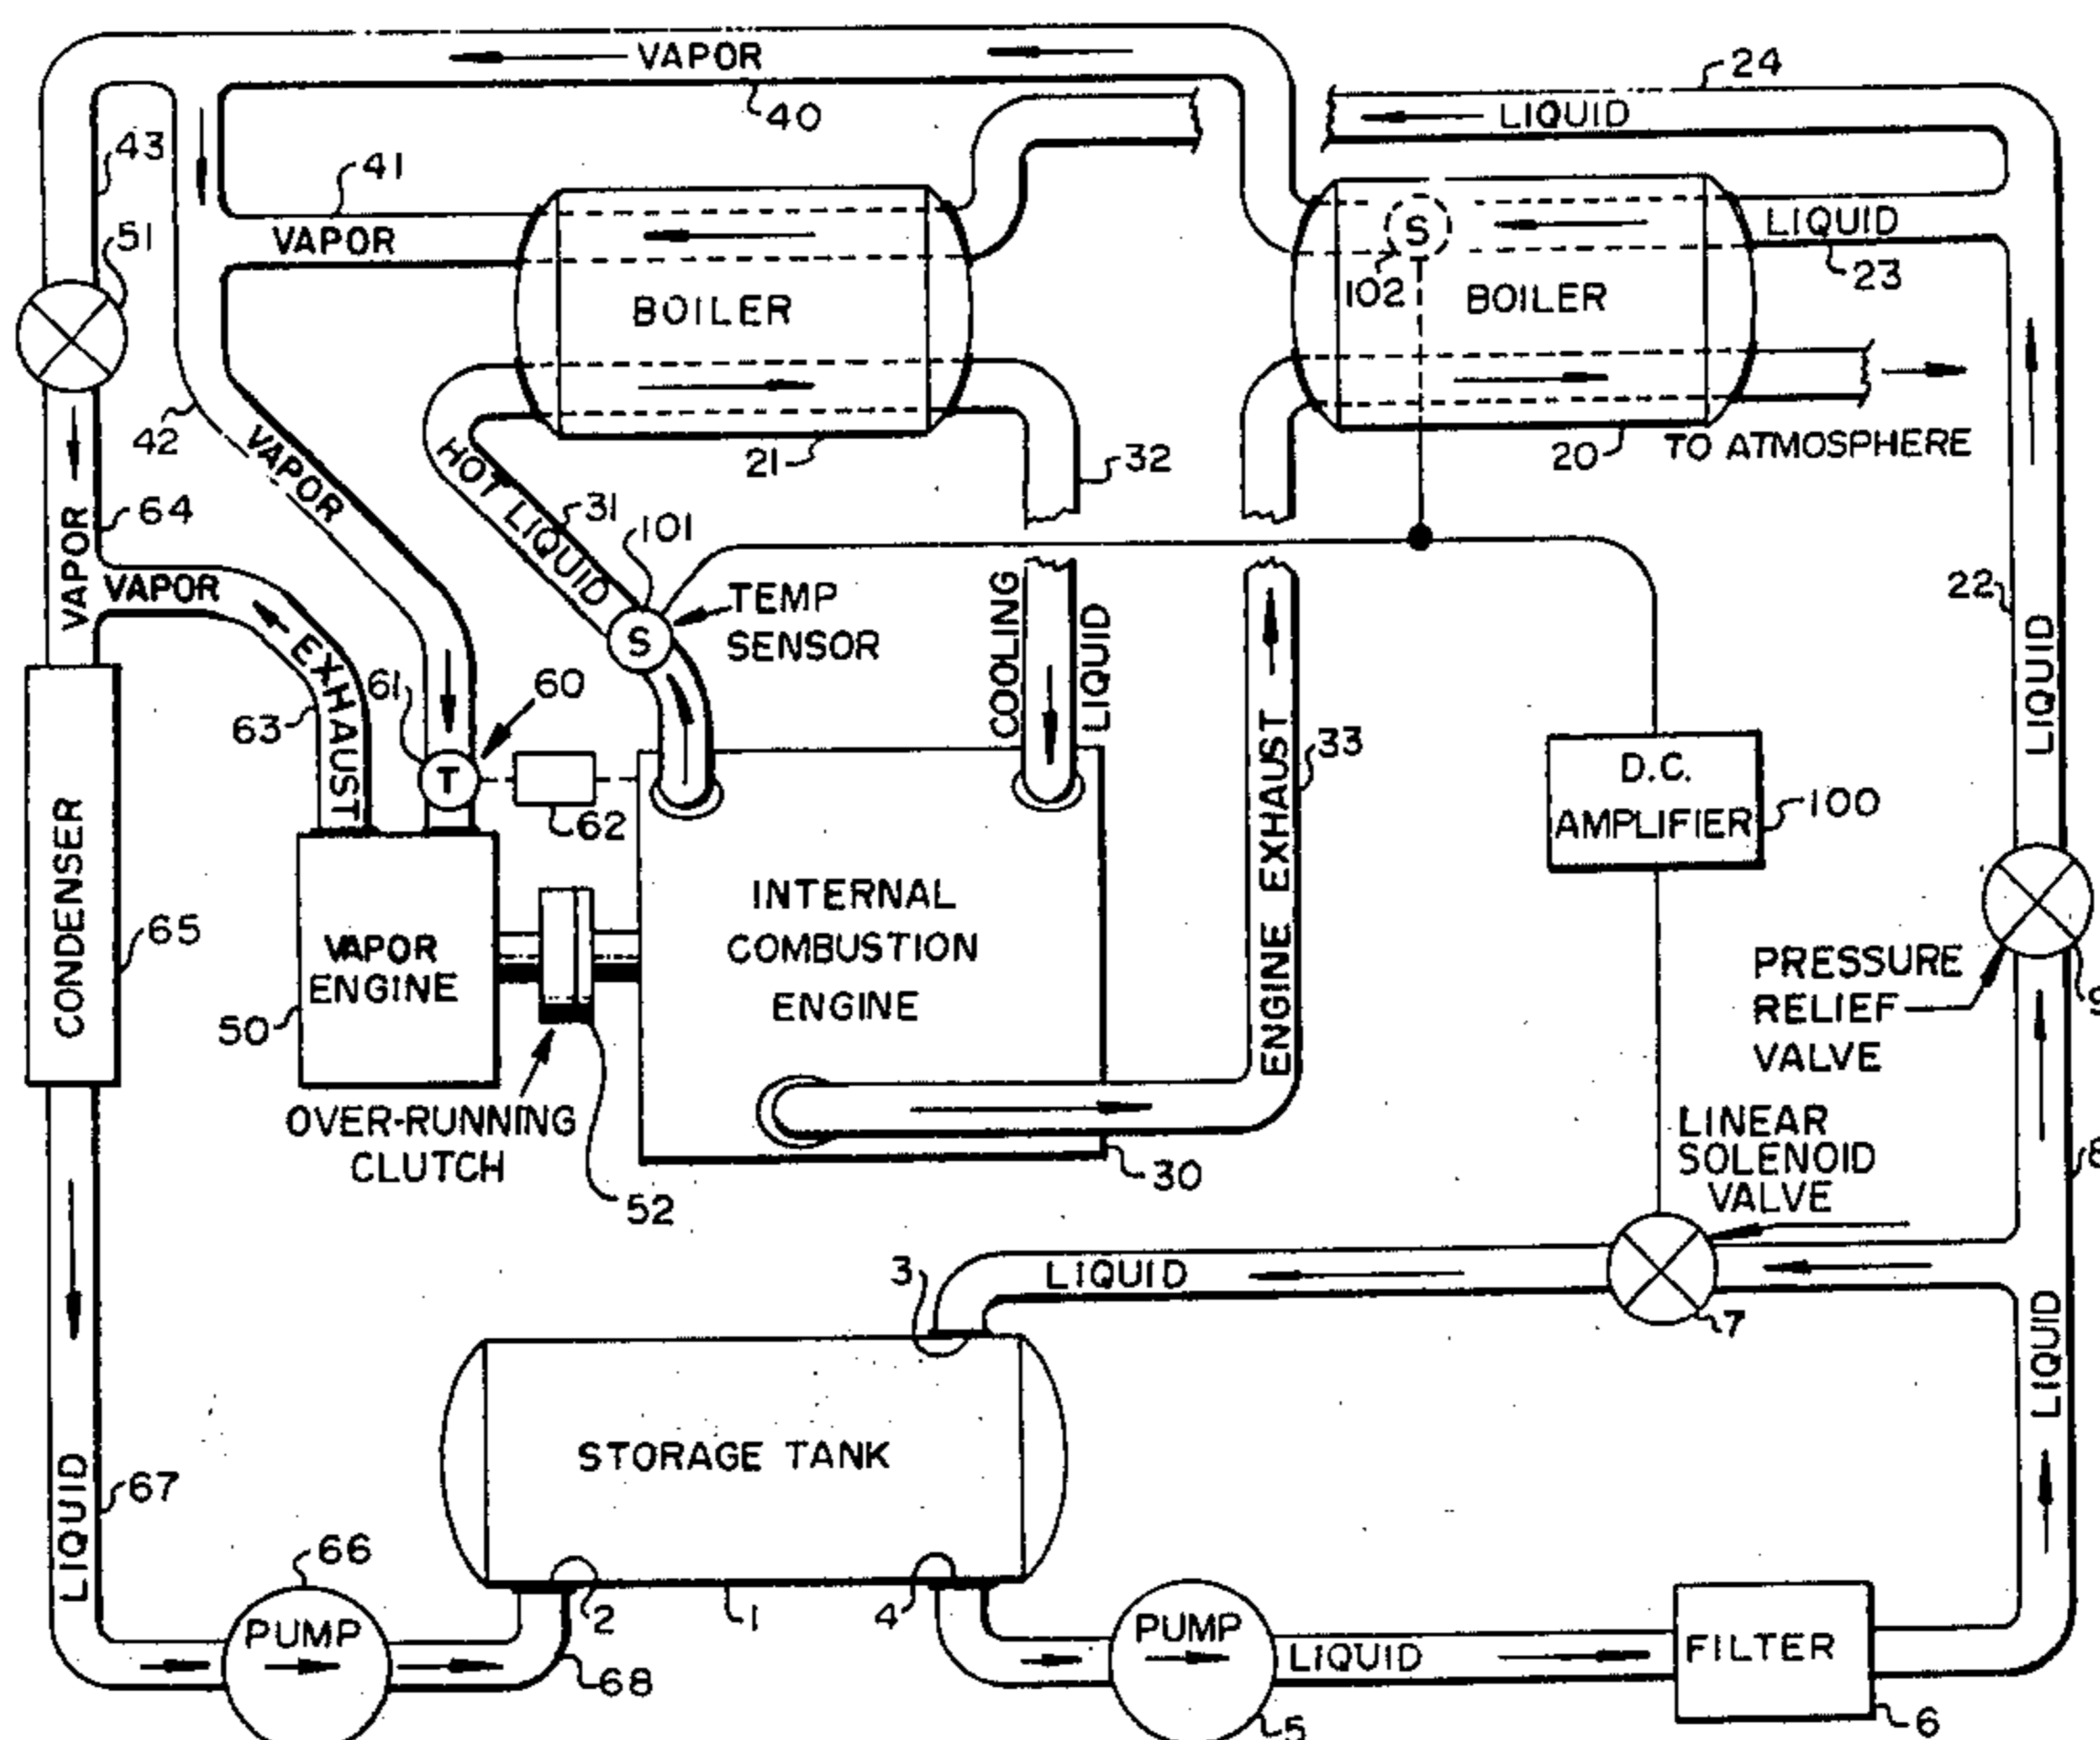 VAPOR
24
LIQUID
40
43
41
VAPOR
51
LIQUID
23
S
102
BOILER
BOILER
42
VAPOR
21
32
20
TO ATMOSPHERE
HOT LIQUID
31
101
64
VAPOR
VAPOR
EXHAUST
TEMP
SENSOR
S
COOLING
LIQUID
22
LIQUID
61
60
63
T
62
33
ENGINE EXHAUST
D.C.
AMPLIFIER
100
CONDENSER
65
VAPOR
ENGINE
50
INTERNAL
COMBUSTION
ENGINE
PRESSURE
RELIEF
VALVE
9
OVER-RUNNING
CLUTCH
52
30
LINEAR
SOLENOID
VALVE
8
3
LIQUID
7
LIQUID
STORAGE TANK
LIQUID
67
66
PUMP
2
1
4
68
PUMP
5
LIQUID
FILTER
6